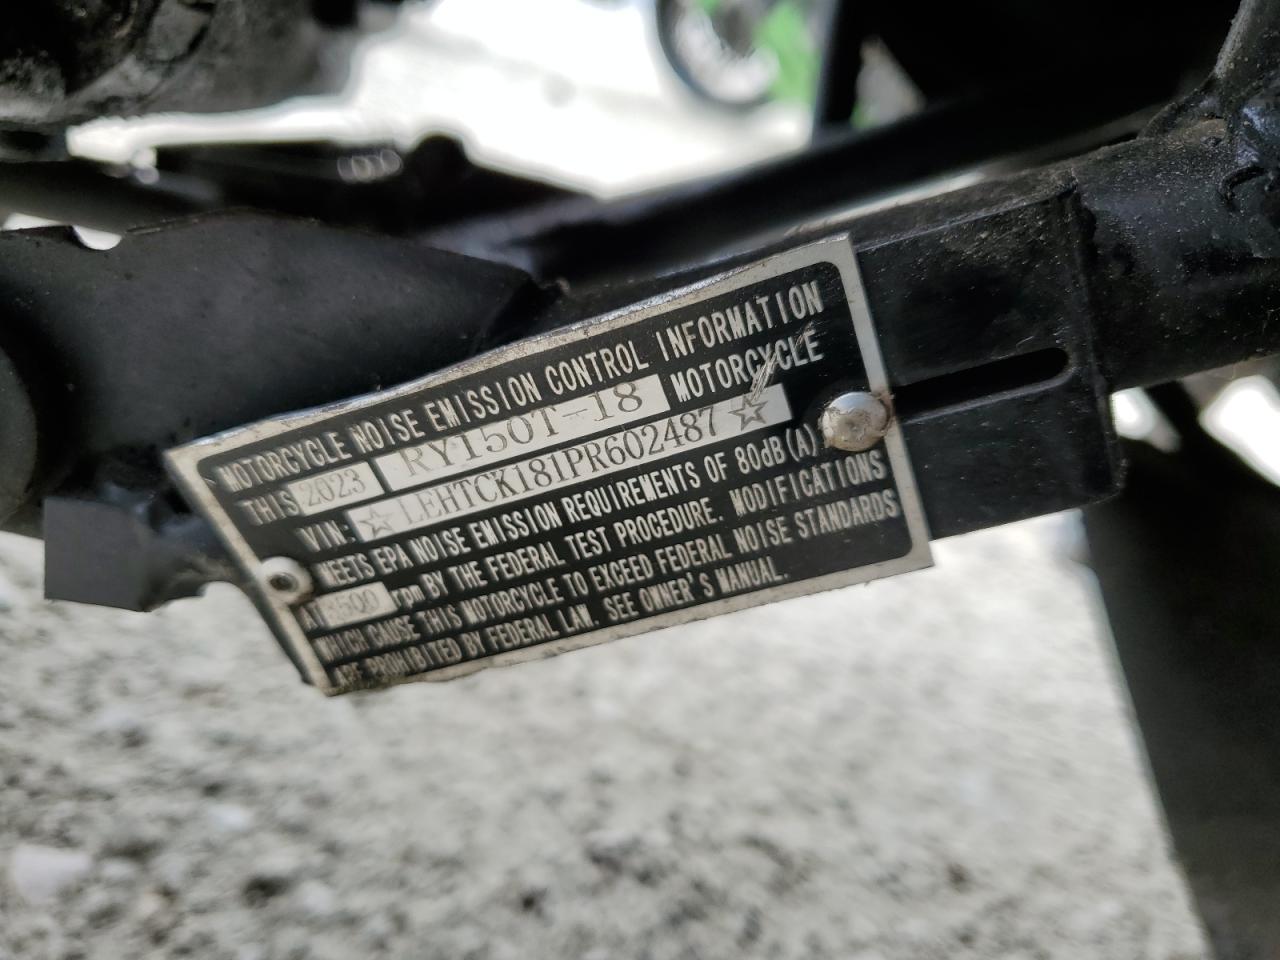 MOTORCYCLE NOISE EMISSION CONTROL INFORMATION
THIS 2023 RY150T-18 MOTORCYCLE
VIN: ☆LEHTCK181PR602487☆
MEETS EPA NOISE EMISSION REQUIREMENTS OF 80dB(A)
AT 8500 rpm BY THE FEDERAL TEST PROCEDURE. MODIFICATIONS
WHICH CAUSE THIS MOTORCYCLE TO EXCEED FEDERAL NOISE STANDARDS
ARE PROHIBITED BY FEDERAL LAW. SEE OWNER'S MANUAL.